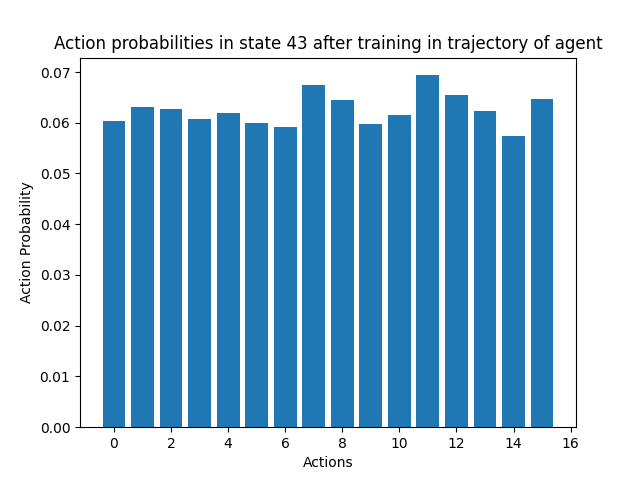 Action probabilities in state 43 after training in trajectory of agent
0.07
0.06
0.05
0.04
0.03
0.02
0.01
0.00
Action Probability
0 2 4 6 8 10 12 14 16
Actions